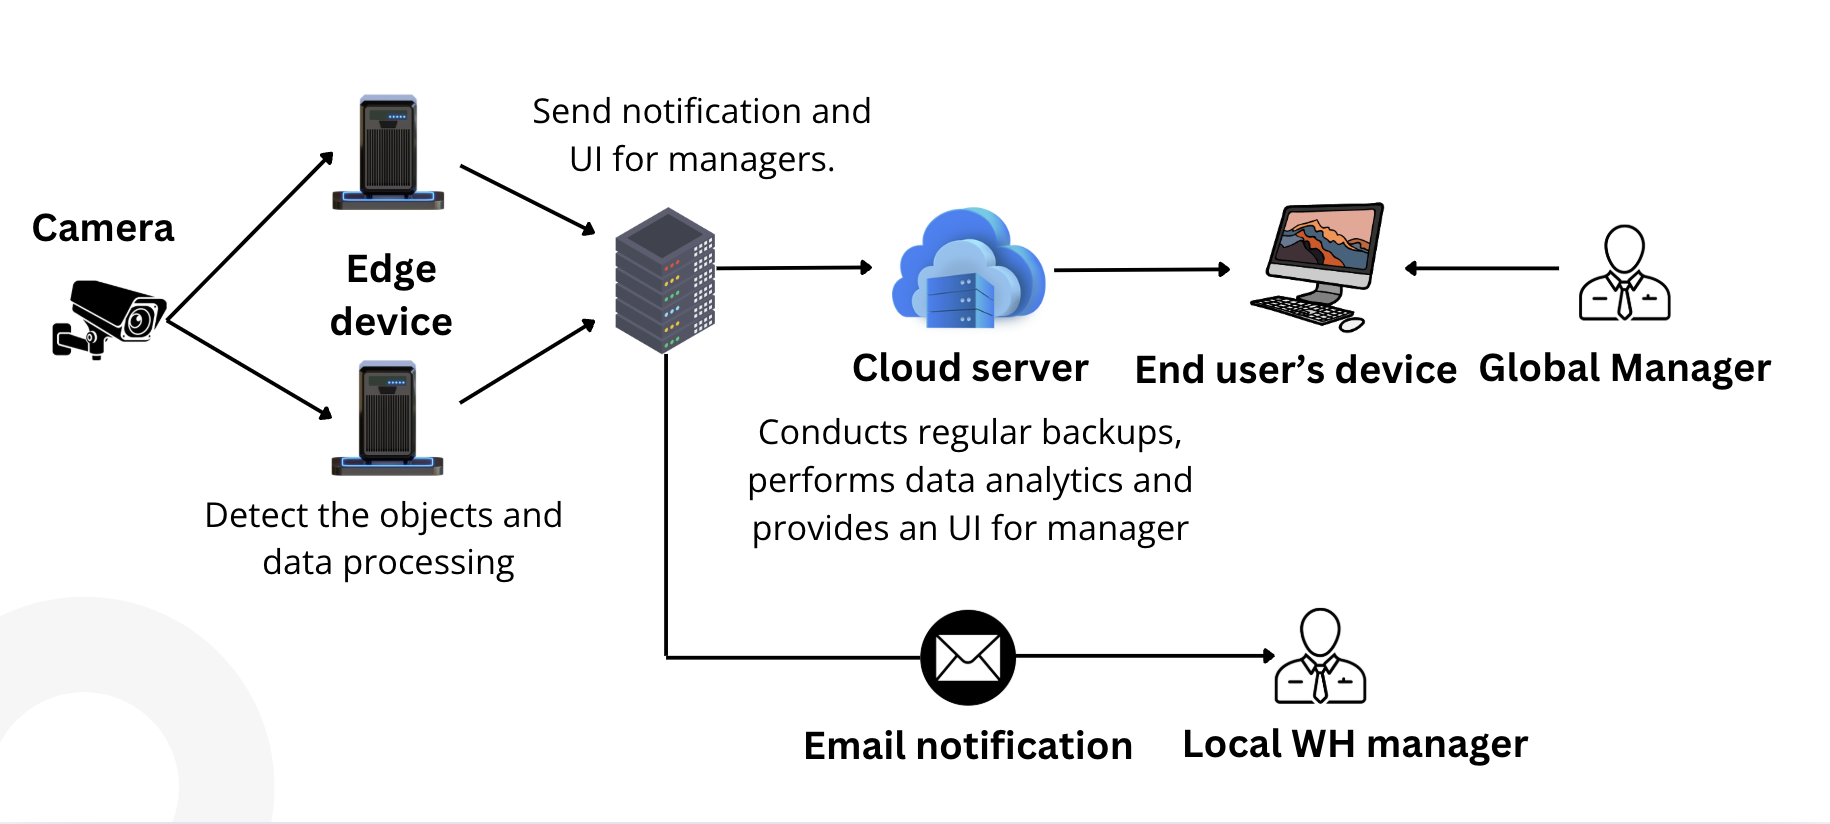 Send notification and
UI for managers.
Camera
Edge
device
Detect the objects and
data processing
Cloud server
End user's device
Global Manager
Conducts regular backups,
performs data analytics and
provides an UI for manager
Email notification
Local WH manager